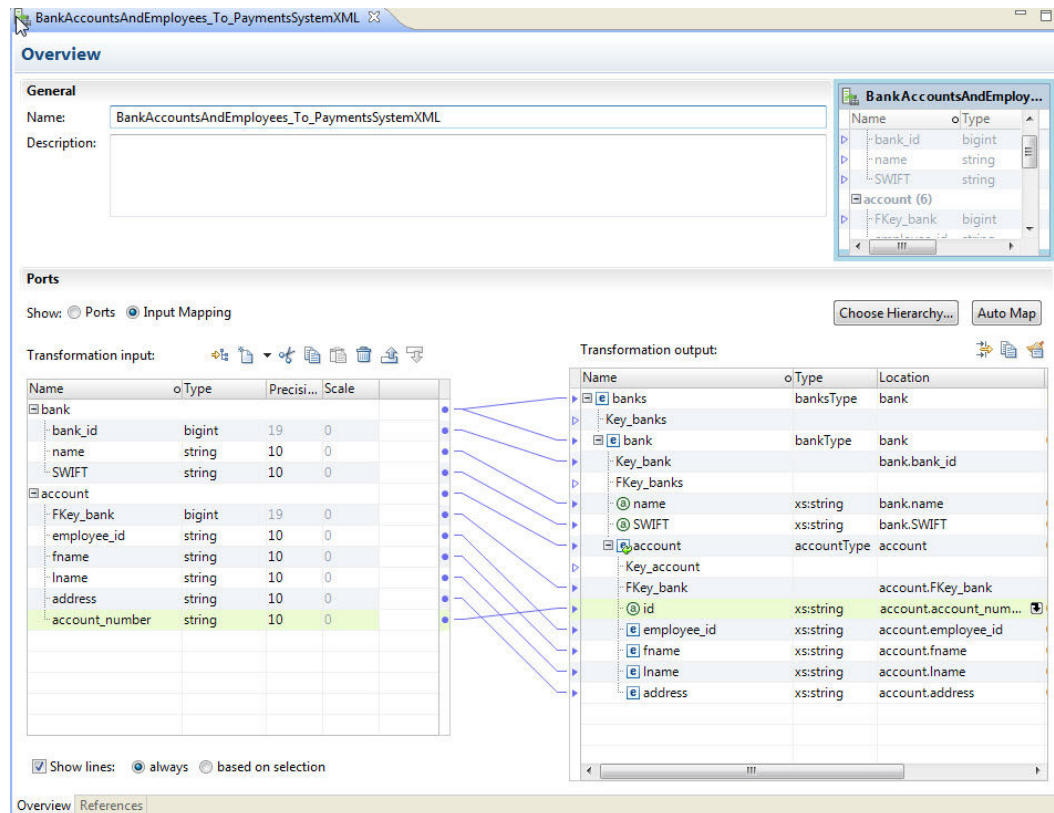 BankAccountsAndEmployees_To_PaymentsSystemXML
Overview
General
Name: BankAccountsAndEmployees_To_PaymentsSystemXML
Description:
BankAccountsAndEmploy...
Name Type
bank_id bigint
name string
SWIFT string
account (6)
FKey_bank bigint
Ports
Show: Ports Input Mapping
Choose Hierarchy... Auto Map
Transformation input:
Name Type Precisi... Scale
bank
bank_id bigint 19 0
name string 10 0
SWIFT string 10 0
account
FKey_bank bigint 19 0
employee_id string 10 0
fname string 10 0
lname string 10 0
address string 10 0
account_number string 10 0
Transformation output:
Name Type Location
e banks banksType bank
Key_banks
e bank bankType bank
Key_bank bank.bank_id
FKey_banks
a name xs:string bank.name
a SWIFT xs:string bank.SWIFT
e account accountType account
Key_account
FKey_bank account.FKey_bank
a id xs:string account.account_num...
e employee_id xs:string account.employee_id
e fname xs:string account.fname
e lname xs:string account.lname
e address xs:string account.address
Show lines: always based on selection
Overview References